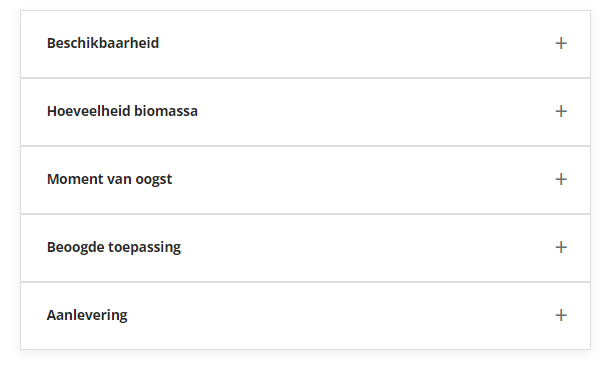 Beschikbaarheid +
Hoeveelheid biomassa +
Moment van oogst +
Beoogde toepassing +
Aanlevering +